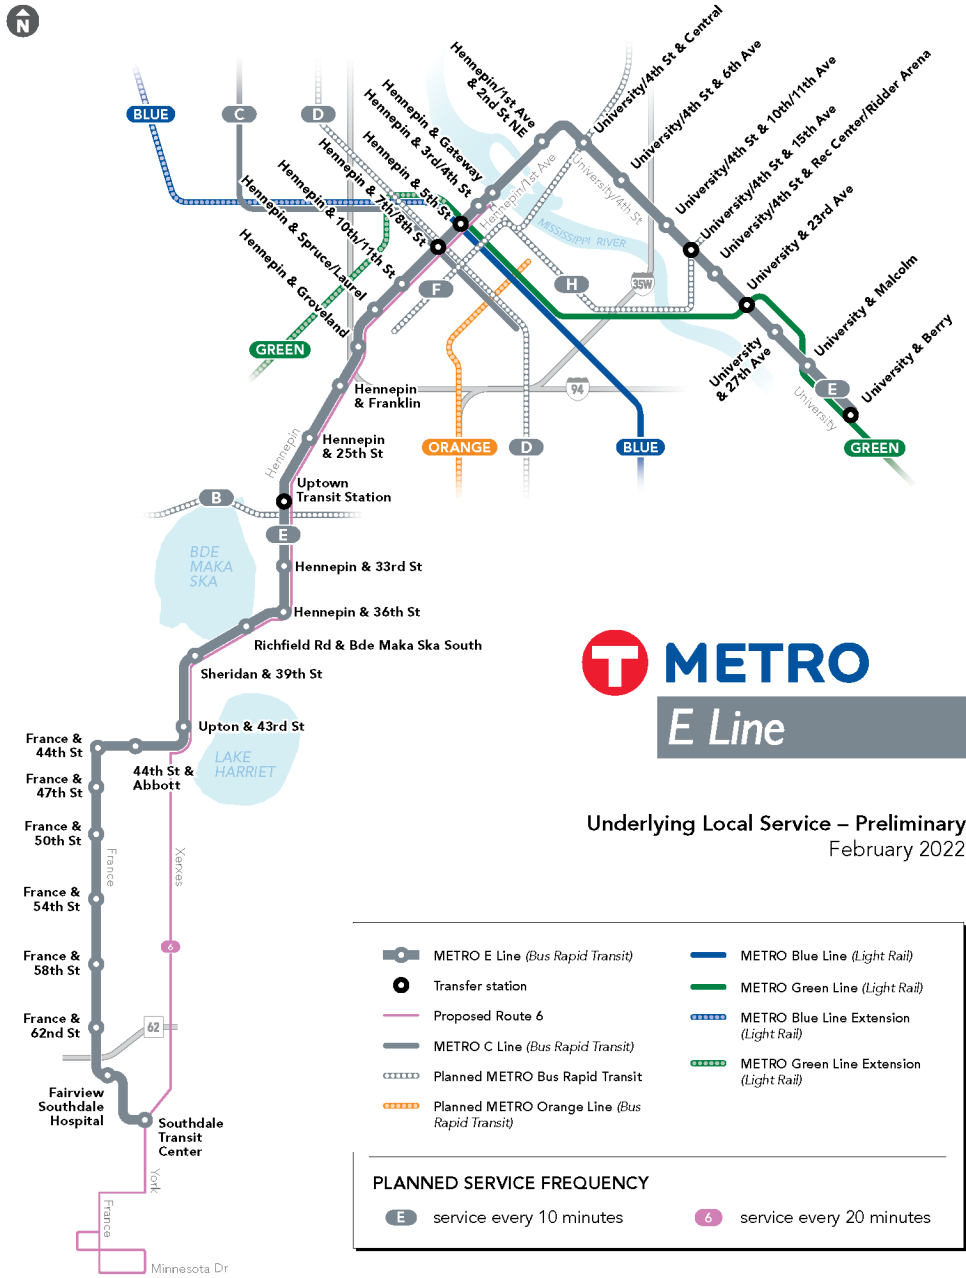 N
BLUE
C
D
Hennepin/1st Ave
& 2nd St NE
University/4th St & Central
University/4th St & 6th Ave
University/4th St & 10th/11th Ave
University/4th St & 15th Ave
University/4th St & Rec Center/Ridder Arena
University & 23rd Ave
University & Malcolm
University & Berry
Hennepin & Gateway
Hennepin & 3rd/4th St
Hennepin & 5th St
Hennepin & 7th/8th St
Hennepin & 10th/11th St
Hennepin & Spruce/Laurel
Hennepin & Groveland
Hennepin/1st Ave
University/4th St
MISSISSIPPI RIVER
F
H
35W
GREEN
94
University
& 27th Ave
University
E
GREEN
Hennepin
& Franklin
Hennepin
Hennepin
& 25th St
ORANGE
D
BLUE
Uptown
Transit Station
B
E
BDE
MAKA
SKA
Hennepin & 33rd St
Hennepin & 36th St
Richfield Rd & Bde Maka Ska South
Sheridan & 39th St
Upton & 43rd St
LAKE
HARRIET
France &
44th St
44th St &
Abbott
France &
47th St
France &
50th St
France
Xerxes
France &
54th St
6
France &
58th St
France &
62nd St
62
Fairview
Southdale
Hospital
Southdale
Transit
Center
York
France
Minnesota Dr
T METRO
E Line
Underlying Local Service – Preliminary
February 2022
METRO E Line (Bus Rapid Transit)
Transfer station
Proposed Route 6
METRO C Line (Bus Rapid Transit)
Planned METRO Bus Rapid Transit
Planned METRO Orange Line (Bus
Rapid Transit)
METRO Blue Line (Light Rail)
METRO Green Line (Light Rail)
METRO Blue Line Extension
(Light Rail)
METRO Green Line Extension
(Light Rail)
PLANNED SERVICE FREQUENCY
E service every 10 minutes
6 service every 20 minutes